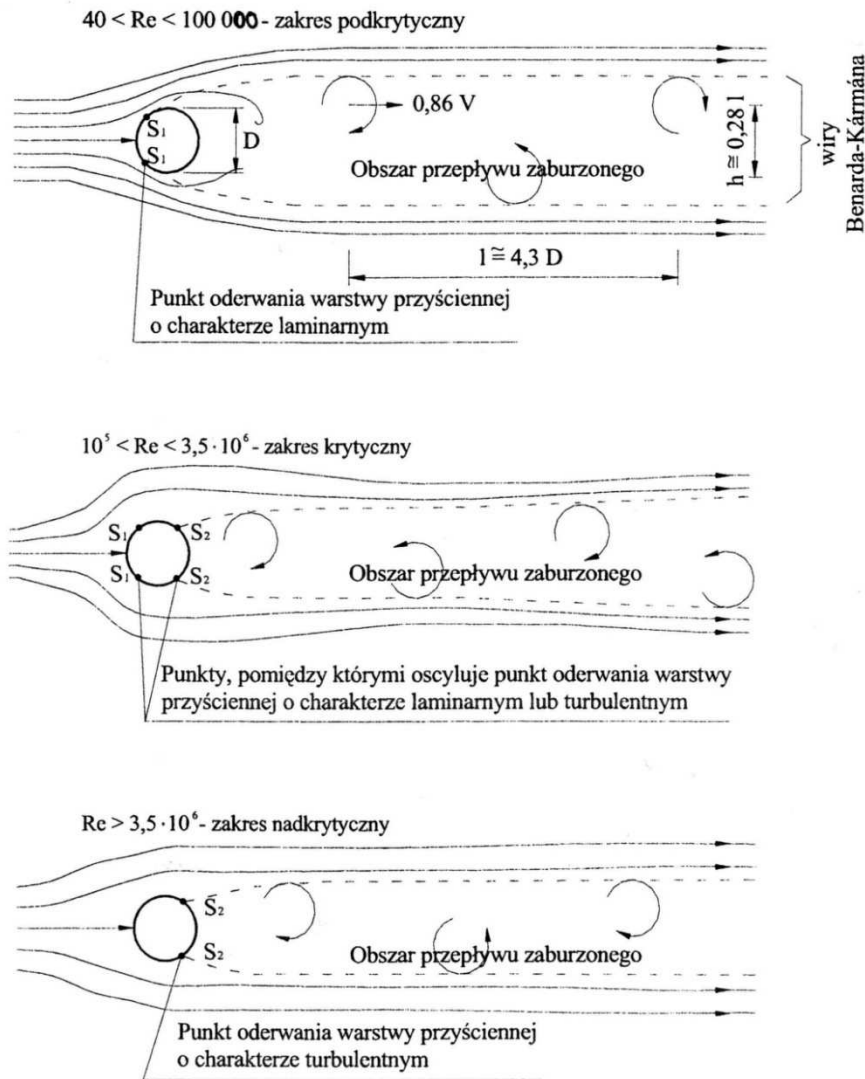 40 < Re < 100 000 - zakres podkrytyczny
S₁
S₁
D
0,86 V
Obszar przepływu zaburzonego
h ≅ 0,28 l
wiry
Benarda-Kármána
l ≅ 4,3 D
Punkt oderwania warstwy przyściennej
o charakterze laminarnym
10⁵ < Re < 3,5 · 10⁶ - zakres krytyczny
S₁
S₂
S₁
S₂
Obszar przepływu zaburzonego
Punkty, pomiędzy którymi oscyluje punkt oderwania warstwy
przyściennej o charakterze laminarnym lub turbulentnym
Re > 3,5 · 10⁶ - zakres nadkrytyczny
S₂
S₂
Obszar przepływu zaburzonego
Punkt oderwania warstwy przyściennej
o charakterze turbulentnym